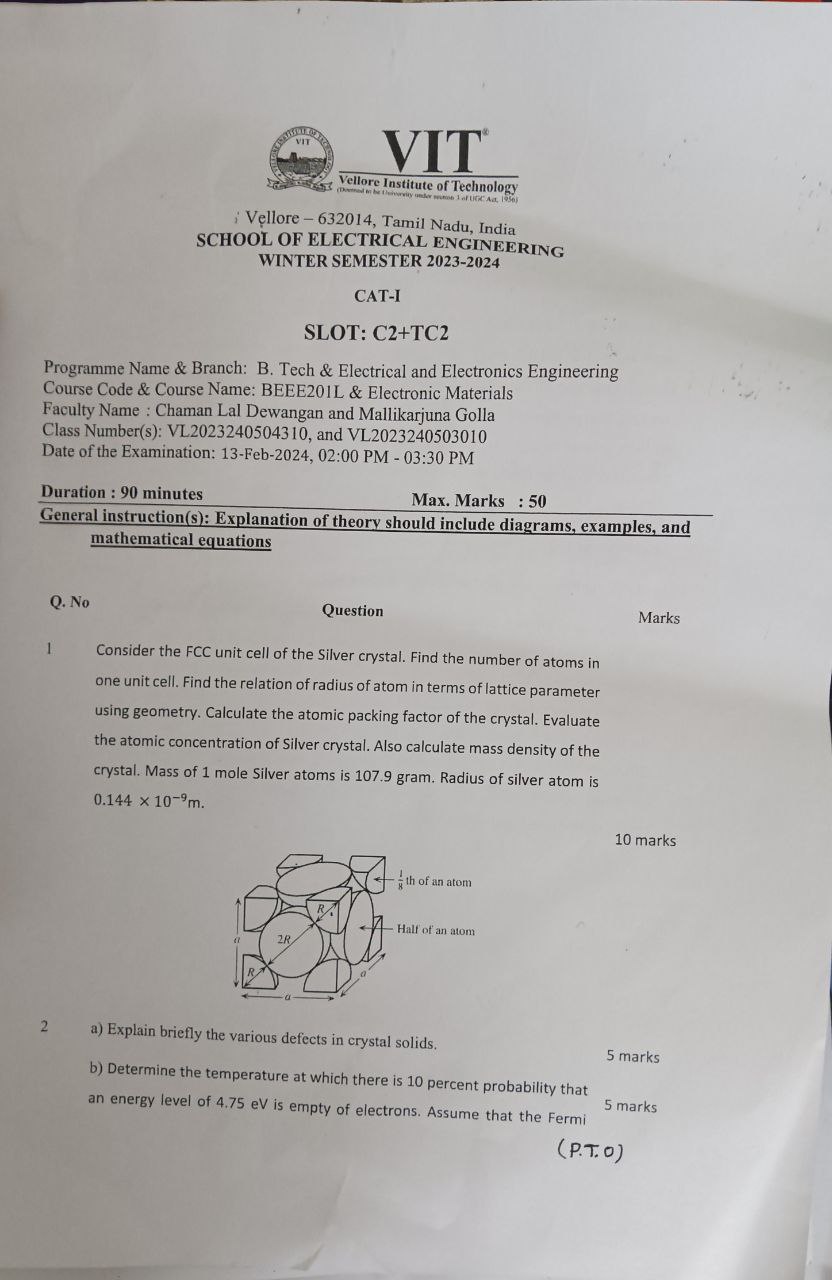 VELLORE INSTITUTE OF TECHNOLOGY
VIT
VIT®
Vellore Institute of Technology
(Deemed to be University under section 3 of UGC Act, 1956)
Vellore – 632014, Tamil Nadu, India
SCHOOL OF ELECTRICAL ENGINEERING
WINTER SEMESTER 2023-2024
CAT-I
SLOT: C2+TC2
Programme Name & Branch: B. Tech & Electrical and Electronics Engineering
Course Code & Course Name: BEEE201L & Electronic Materials
Faculty Name : Chaman Lal Dewangan and Mallikarjuna Golla
Class Number(s): VL2023240504310, and VL2023240503010
Date of the Examination: 13-Feb-2024, 02:00 PM - 03:30 PM
Duration : 90 minutes Max. Marks : 50
General instruction(s): Explanation of theory should include diagrams, examples, and
mathematical equations
Q. No Question Marks
1 Consider the FCC unit cell of the Silver crystal. Find the number of atoms in
one unit cell. Find the relation of radius of atom in terms of lattice parameter
using geometry. Calculate the atomic packing factor of the crystal. Evaluate
the atomic concentration of Silver crystal. Also calculate mass density of the
crystal. Mass of 1 mole Silver atoms is 107.9 gram. Radius of silver atom is
0.144 × 10⁻⁹m.
10 marks
1/8 th of an atom
R
Half of an atom
a
2R
R
a
a
2 a) Explain briefly the various defects in crystal solids.
5 marks
b) Determine the temperature at which there is 10 percent probability that
an energy level of 4.75 eV is empty of electrons. Assume that the Fermi
5 marks
(P.T.O)